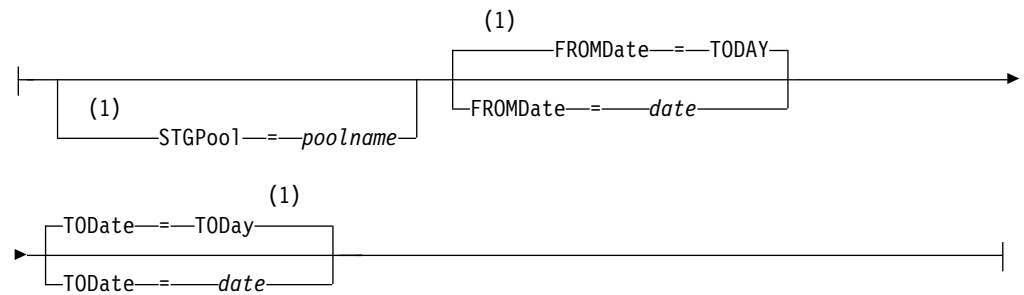 (1)
FROMDate = TODAY
FROMDate = date
(1)
STGPool = poolname
(1)
TODate = TODay
TODate = date